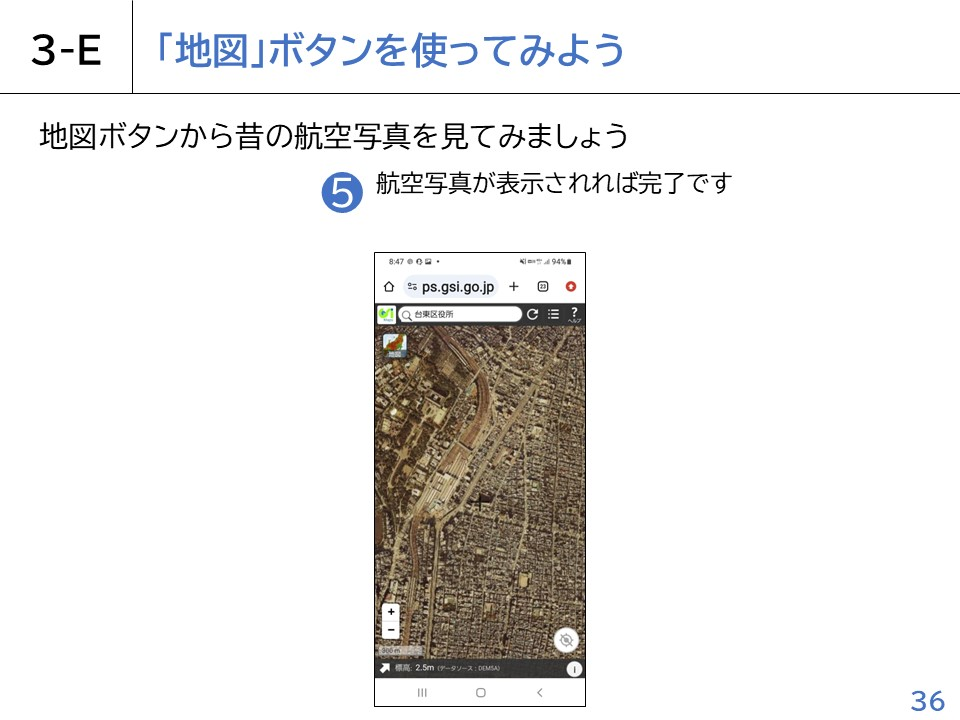 3-E
「地図」ボタンを使ってみよう
地図ボタンから昔の航空写真を見てみましょう
5 航空写真が表示されれば完了です
8:47 94%
ps.gsi.go.jp 23
台東区役所 ?
ヘルプ
地図
+
−
300 m
標高: 2.5m (データソース:DEM5A) i
36